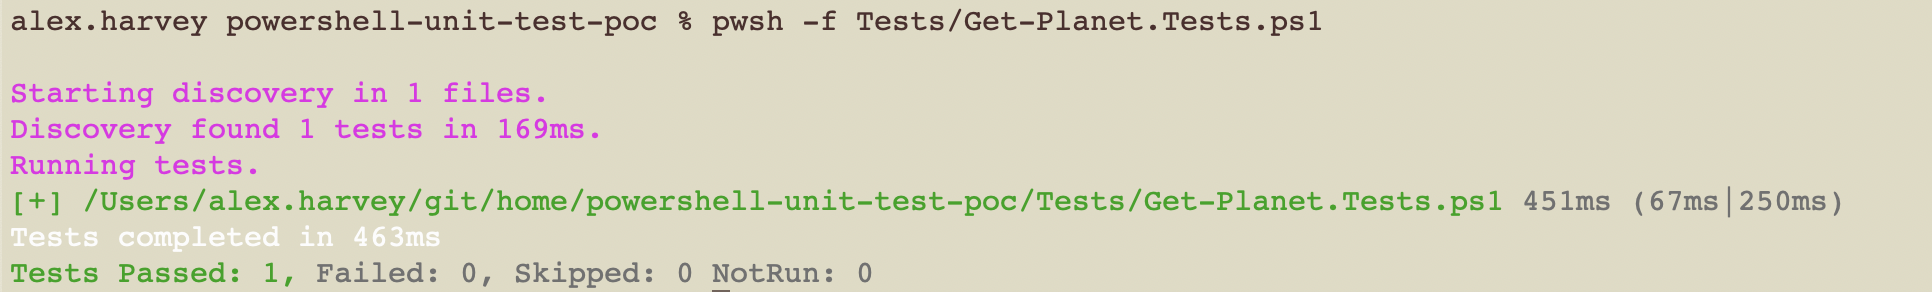 alex.harvey powershell-unit-test-poc % pwsh -f Tests/Get-Planet.Tests.ps1
Starting discovery in 1 files.
Discovery found 1 tests in 169ms.
Running tests.
[+] /Users/alex.harvey/git/home/powershell-unit-test-poc/Tests/Get-Planet.Tests.ps1 451ms (67ms|250ms)
Tests completed in 463ms
Tests Passed: 1, Failed: 0, Skipped: 0 NotRun: 0